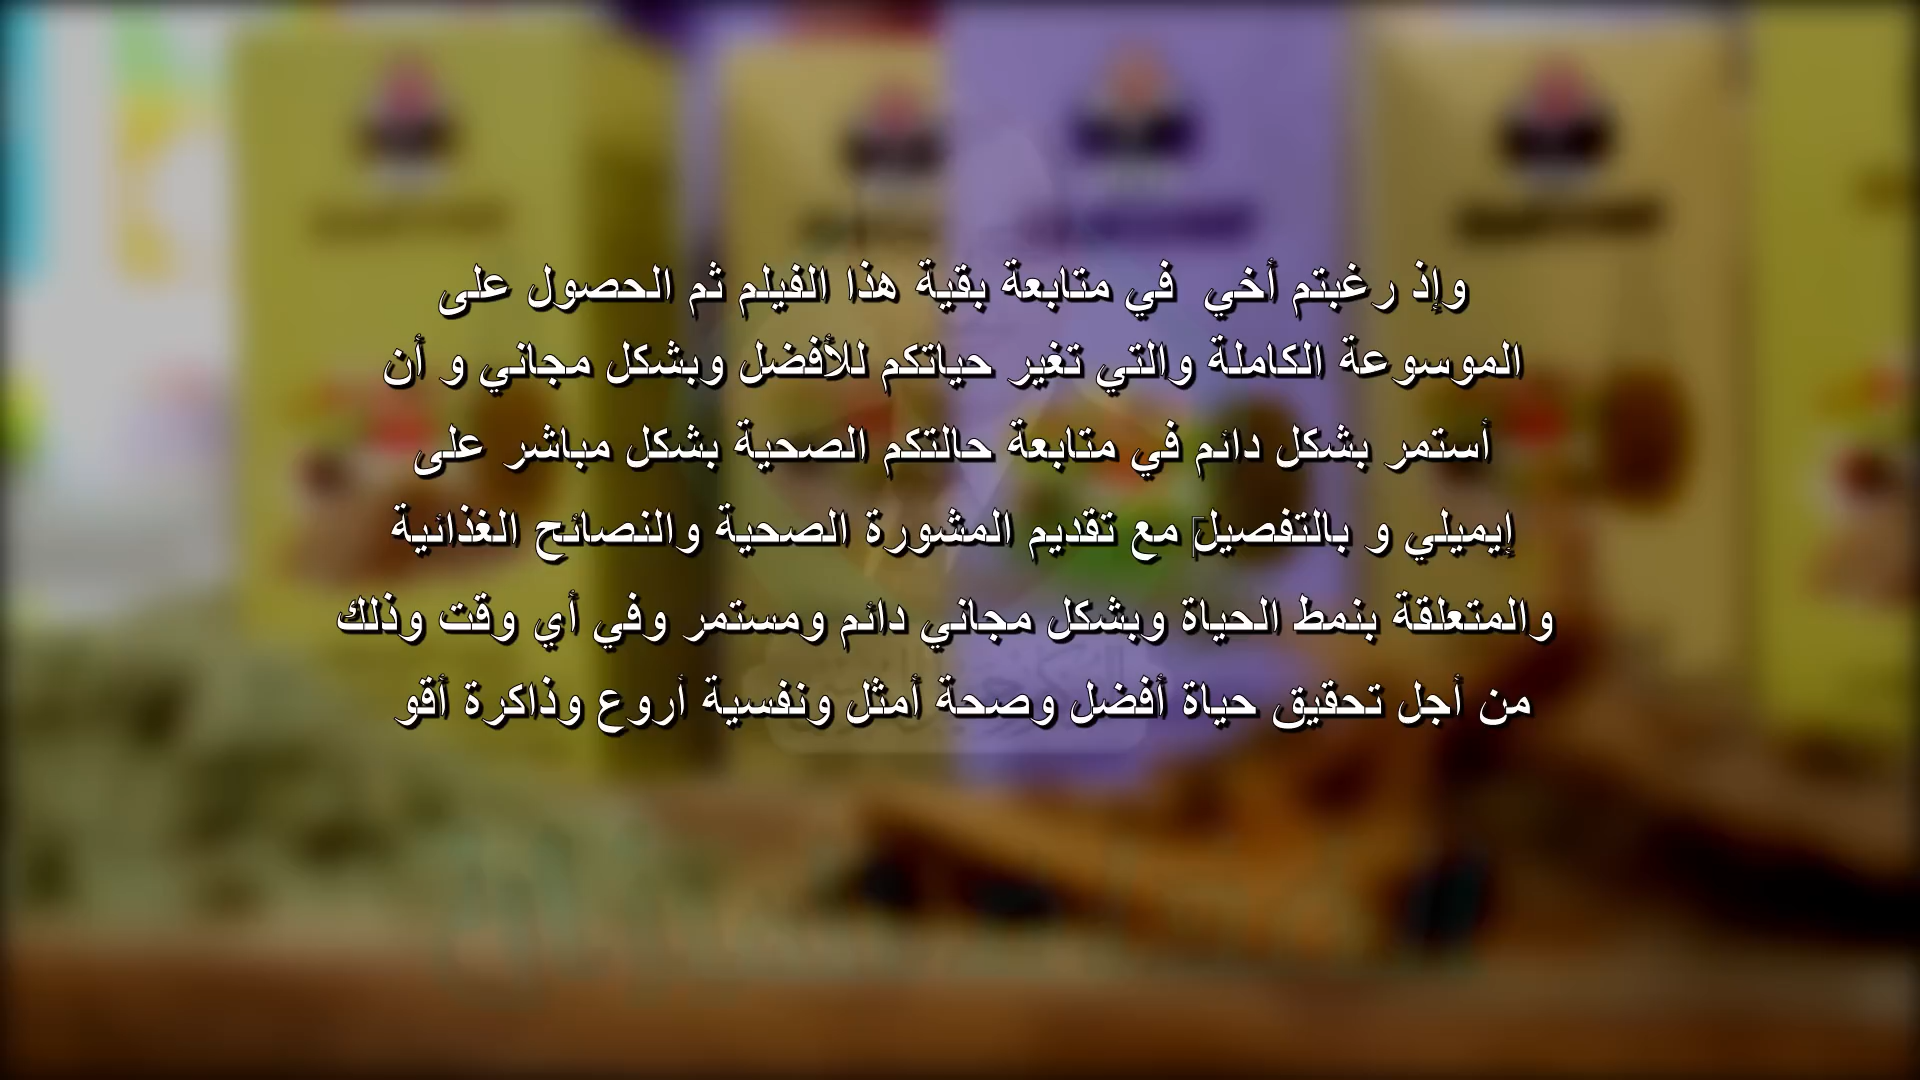 وإذ رغبتم أخي في متابعة بقية هذا الفيلم ثم الحصول على
الموسوعة الكاملة والتي تغير حياتكم للأفضل وبشكل مجاني و أن
أستمر بشكل دائم في متابعة حالتكم الصحية بشكل مباشر على
إيميلي و بالتفصيل مع تقديم المشورة الصحية والنصائح الغذائية
والمتعلقة بنمط الحياة وبشكل مجاني دائم ومستمر وفي أي وقت وذلك
من أجل تحقيق حياة أفضل وصحة أمثل ونفسية أروع وذاكرة أقو